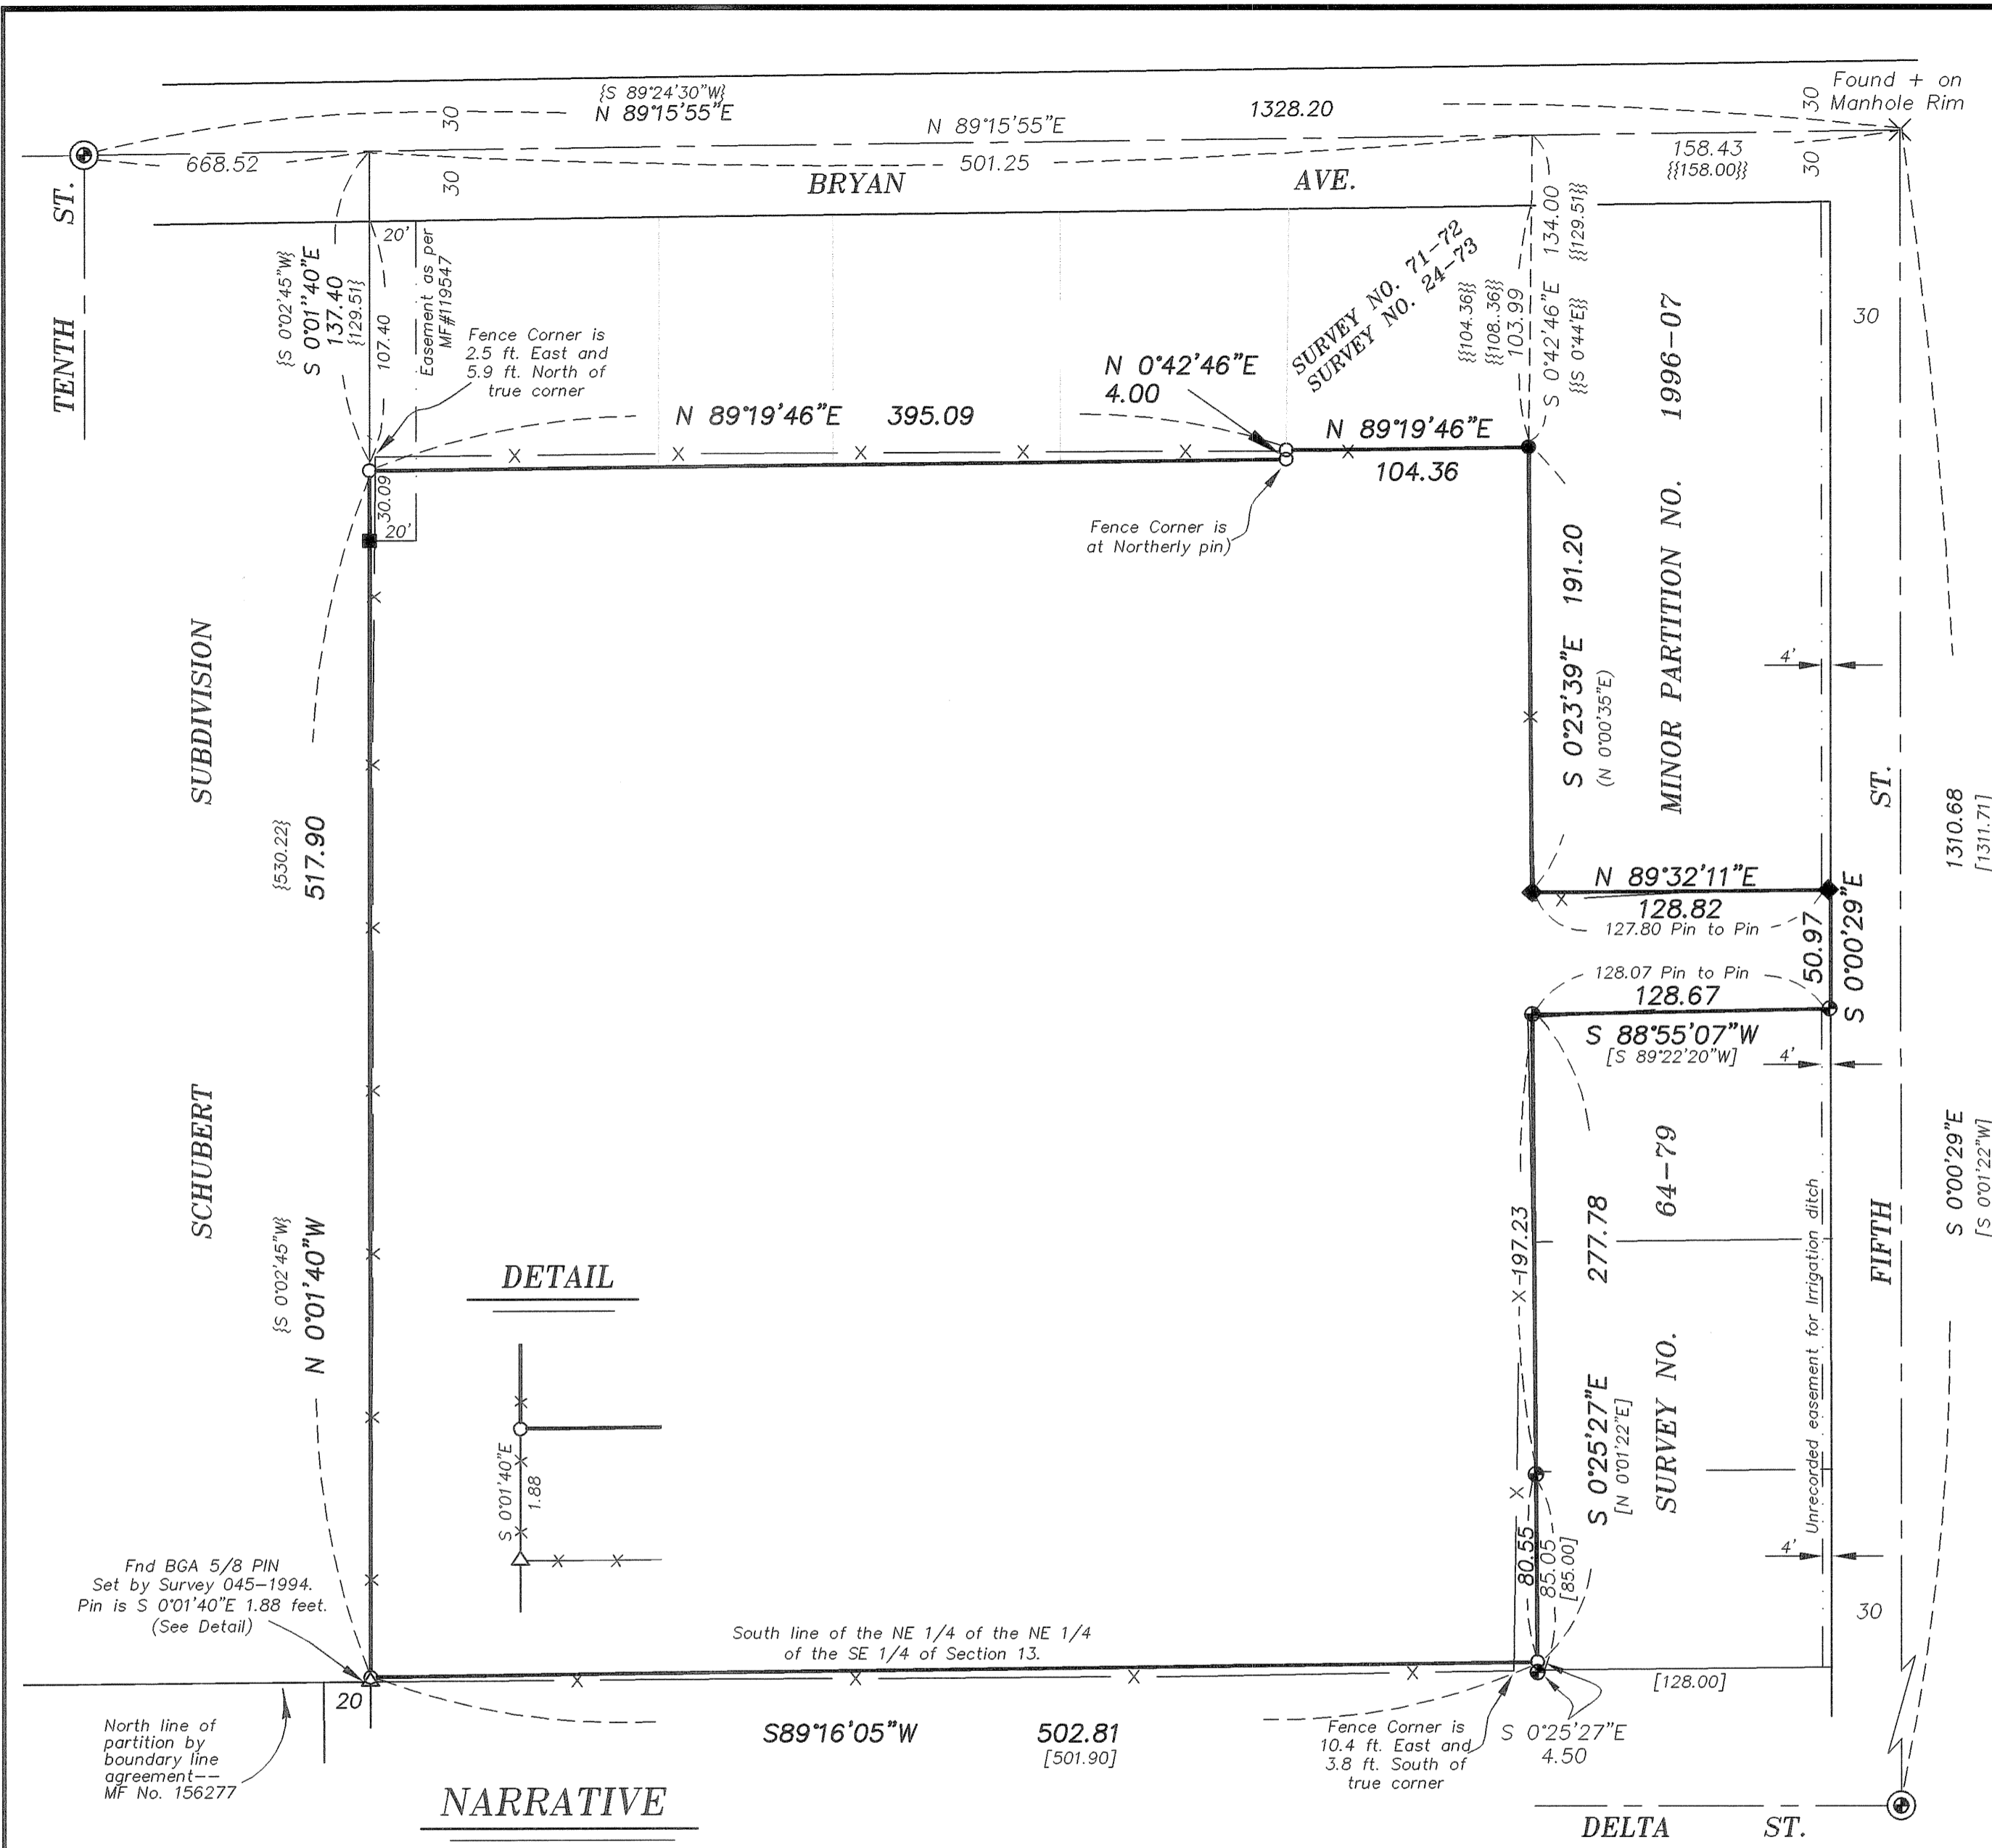 {S 89°24'30"W}
N 89°15'55"E
1328.20
Found + on
Manhole Rim
30
30
N 89°15'55"E
668.52
501.25
158.43
{{158.00}}
30
30
BRYAN AVE.
TENTH ST.
{S 0°02'45"W}
S 0°01"40"E
137.40
{129.51}
107.40
20'
Easement as per
MF#119547
Fence Corner is
2.5 ft. East and
5.9 ft. North of
true corner
N 89°19'46"E 395.09
N 0°42'46"E
4.00
SURVEY NO. 71-72
SURVEY NO. 24-73
{{104.36}}
{{108..36}}
103.99
S 0°42'46"E 134.00
{{S 0°44'E}} {{129.51}}
N 89°19'46"E
104.36
30.09
20'
Fence Corner is
at Northerly pin)
MINOR PARTITION NO. 1996-07
30
S 0°23'39"E 191.20
(N 0°00'35"E)
4'
SCHUBERT SUBDIVISION
{530.22}
517.90
N 89°32'11"E
128.82
127.80 Pin to Pin
50.97
S 0°00'29"E
128.07 Pin to Pin
128.67
S 88°55'07"W
[S 89°22'20"W]
4'
FIFTH ST.
1310.68
[1311.71]
S 0°00'29"E
[S 0°01'22"W]
{S 0°02'45"W}
N 0°01'40"W
DETAIL
S 0°01'40"E
1.88
197.23
277.78
S 0°25'27"E
[N 0°01'22"E]
SURVEY NO. 64-79
Unrecorded easement for Irrigation ditch
80.55
85.05
[85.00]
4'
30
Fnd BGA 5/8 PIN
Set by Survey 045-1994.
Pin is S 0°01'40"E 1.88 feet.
(See Detail)
South line of the NE 1/4 of the NE 1/4
of the SE 1/4 of Section 13.
20
[128.00]
North line of
partition by
boundary line
agreement--
MF No. 156277
S89°16'05"W 502.81
[501.90]
Fence Corner is
10.4 ft. East and
3.8 ft. South of
true corner
S 0°25'27"E
4.50
NARRATIVE
DELTA ST.